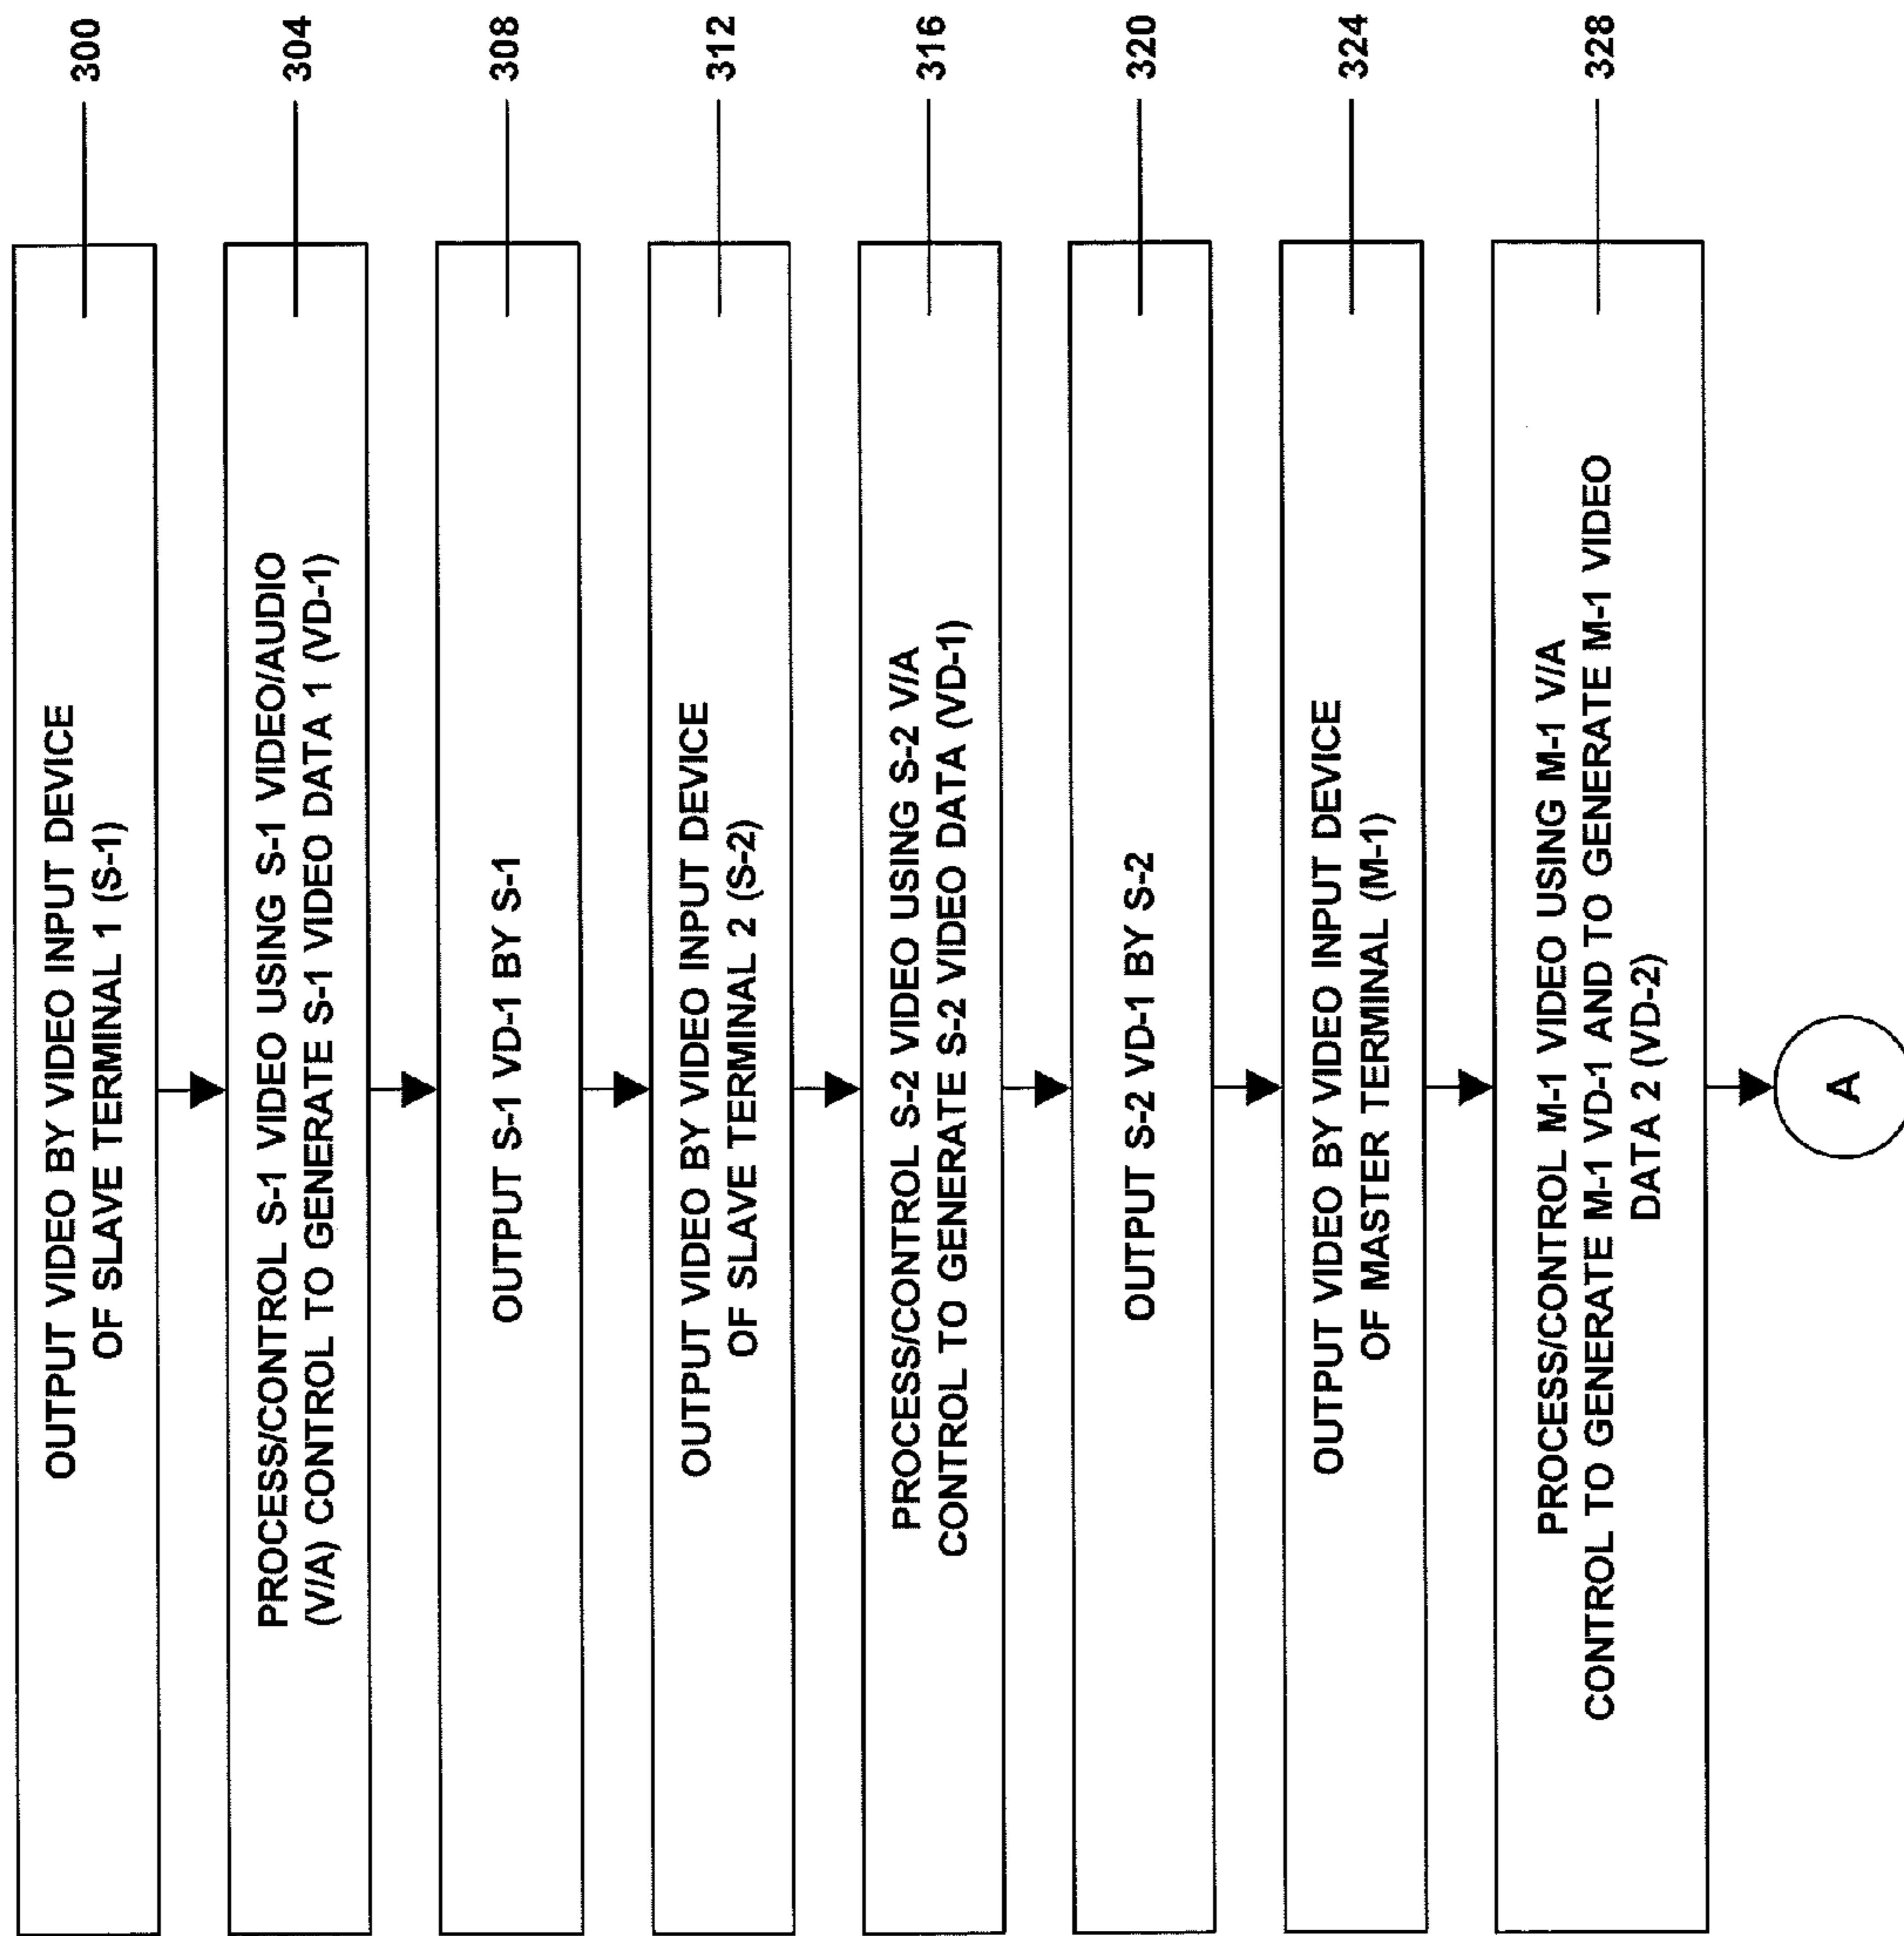 OUTPUT VIDEO BY VIDEO INPUT DEVICE
OF SLAVE TERMINAL 1 (S-1)
300
PROCESS/CONTROL S-1 VIDEO USING S-1 VIDEO/AUDIO
(V/A) CONTROL TO GENERATE S-1 VIDEO DATA 1 (VD-1)
304
OUTPUT S-1 VD-1 BY S-1
308
OUTPUT VIDEO BY VIDEO INPUT DEVICE
OF SLAVE TERMINAL 2 (S-2)
312
PROCESS/CONTROL S-2 VIDEO USING S-2 V/A
CONTROL TO GENERATE S-2 VIDEO DATA (VD-1)
316
OUTPUT S-2 VD-1 BY S-2
320
OUTPUT VIDEO BY VIDEO INPUT DEVICE
OF MASTER TERMINAL (M-1)
324
PROCESS/CONTROL M-1 VIDEO USING M-1 V/A
CONTROL TO GENERATE M-1 VD-1 AND TO GENERATE M-1 VIDEO
DATA 2 (VD-2)
328
A